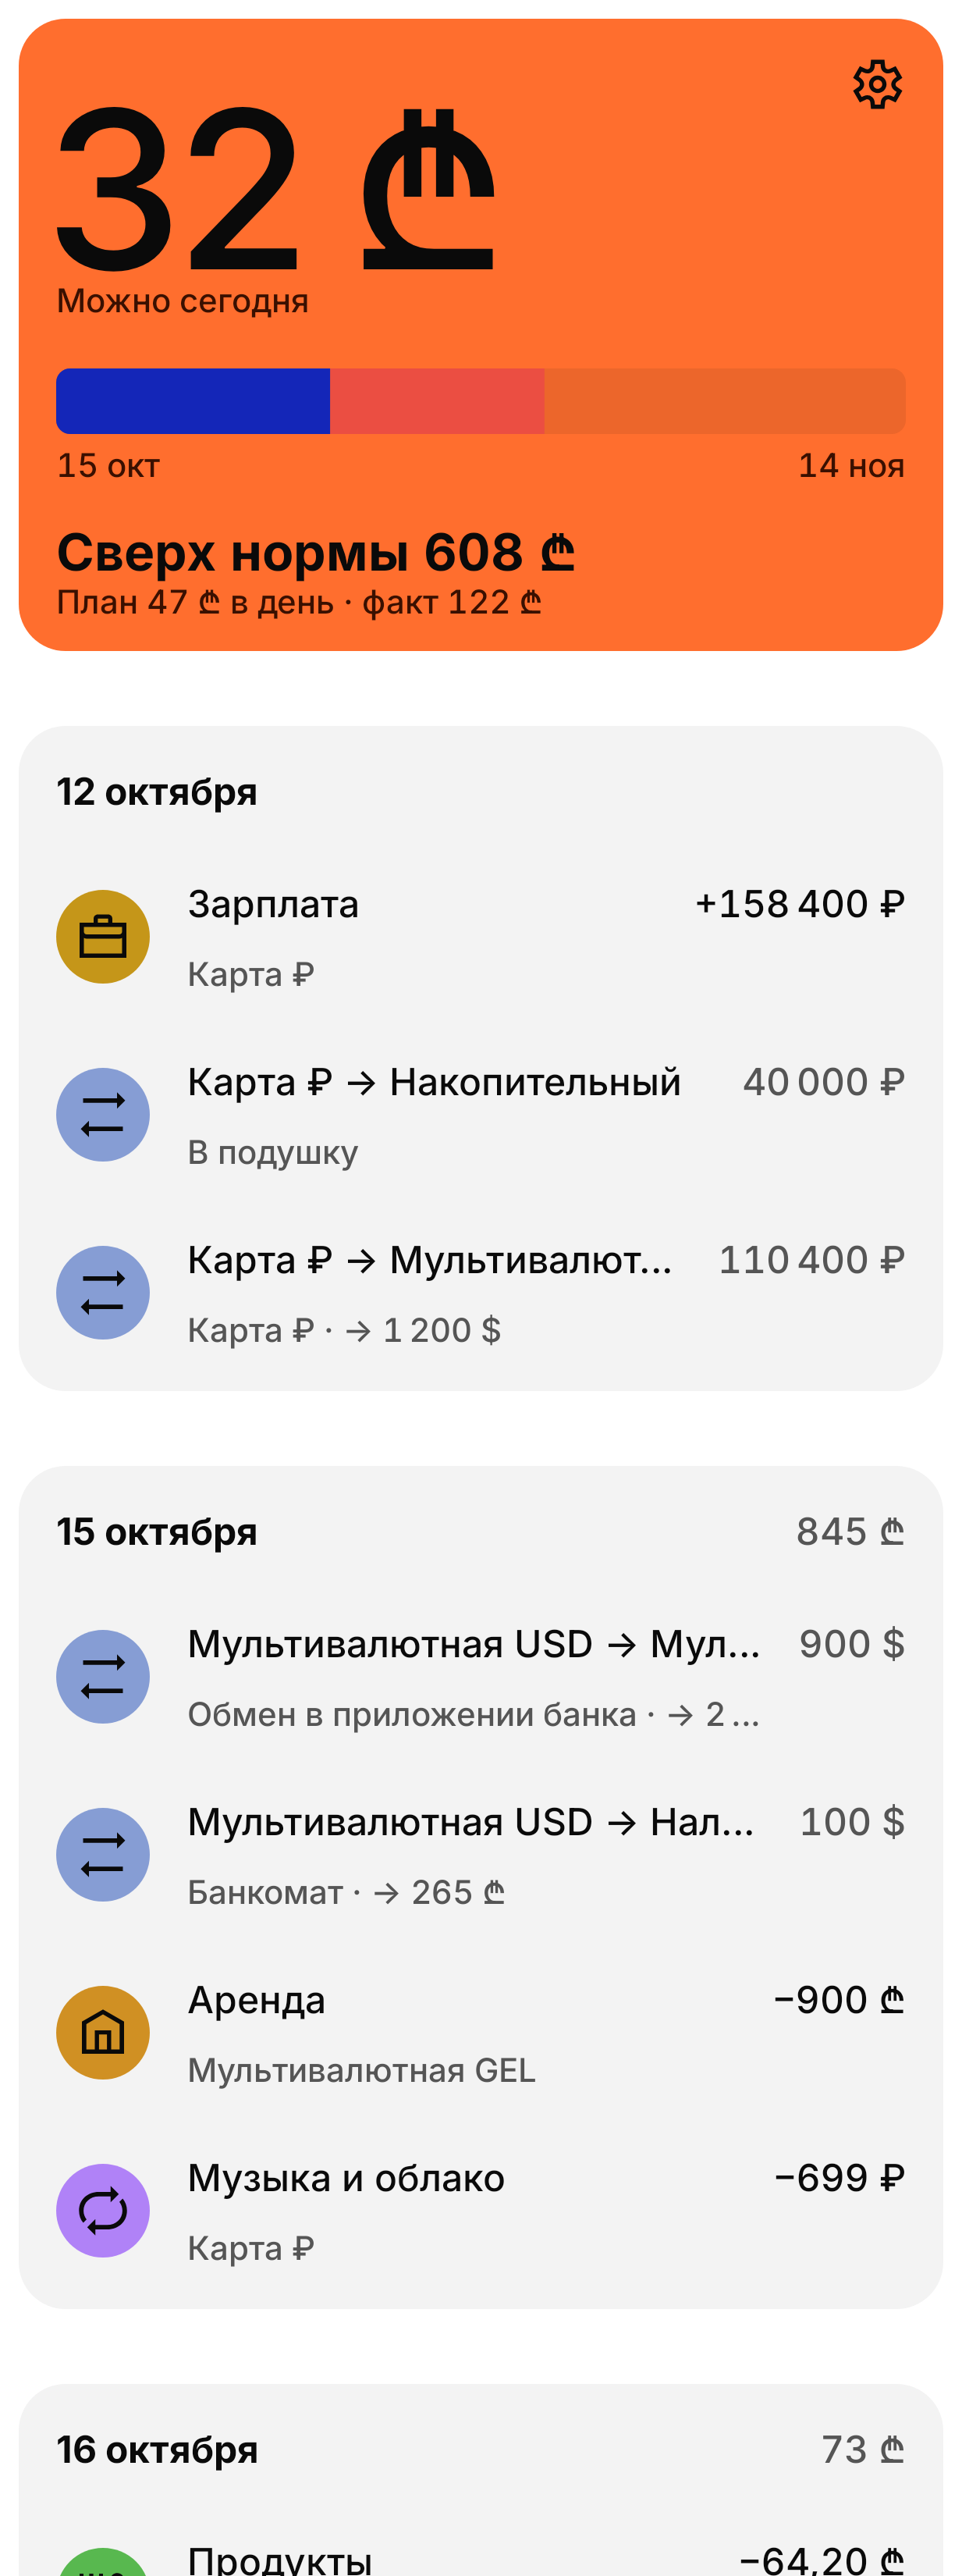 32 ₾
Можно сегодня
15 окт 14 ноя
Сверх нормы 608 ₾
План 47 ₾ в день · факт 122 ₾
12 октября
Зарплата +158 400 ₽
Карта ₽
Карта ₽ → Накопительный 40 000 ₽
В подушку
Карта ₽ → Мультивалют... 110 400 ₽
Карта ₽ · → 1 200 $
15 октября 845 ₾
Мультивалютная USD → Мул... 900 $
Обмен в приложении банка · → 2 ...
Мультивалютная USD → Нал... 100 $
Банкомат · → 265 ₾
Аренда −900 ₾
Мультивалютная GEL
Музыка и облако −699 ₽
Карта ₽
16 октября 73 ₾
Продукты −64,20 ₾